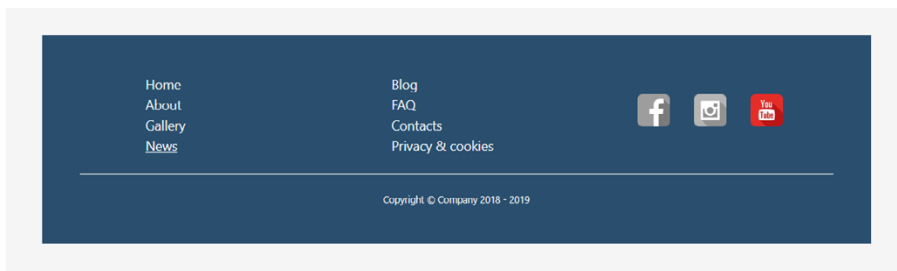 Home
About
Gallery
News
Blog
FAQ
Contacts
Privacy & cookies
f
You
Tube
Copyright © Company 2018 - 2019